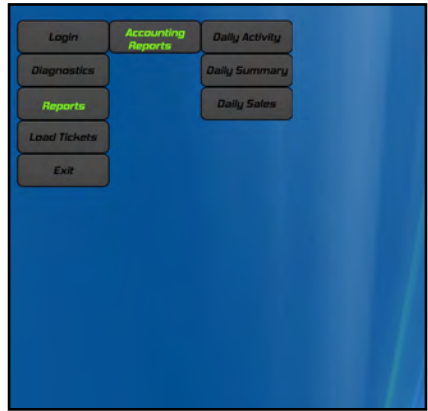 Login
Accounting
Reports
Daily Activity
Diagnostics
Daily Summary
Reports
Daily Sales
Load Tickets
Exit